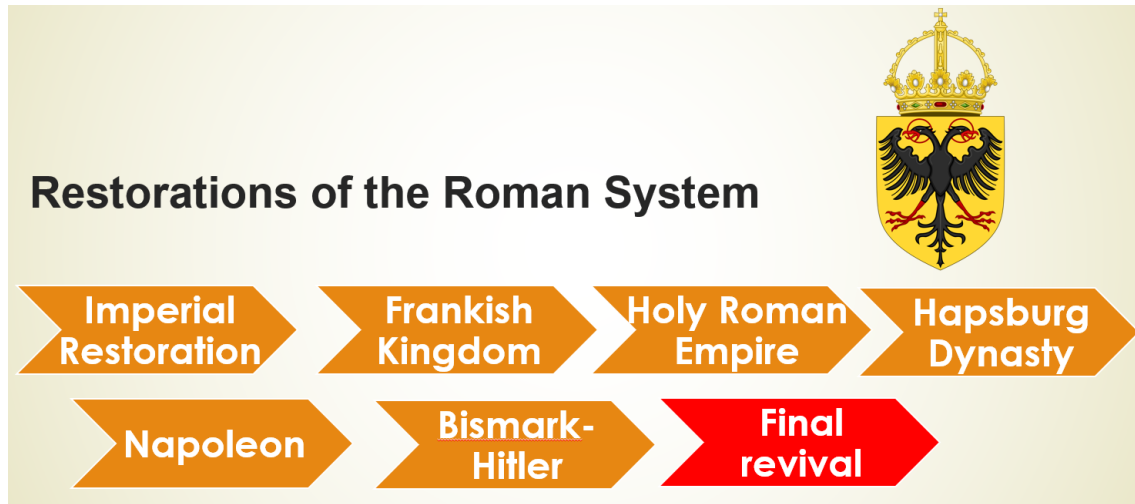 Restorations of the Roman System
Imperial
Restoration
Frankish
Kingdom
Holy Roman
Empire
Hapsburg
Dynasty
Napoleon
Bismark-
Hitler
Final
revival